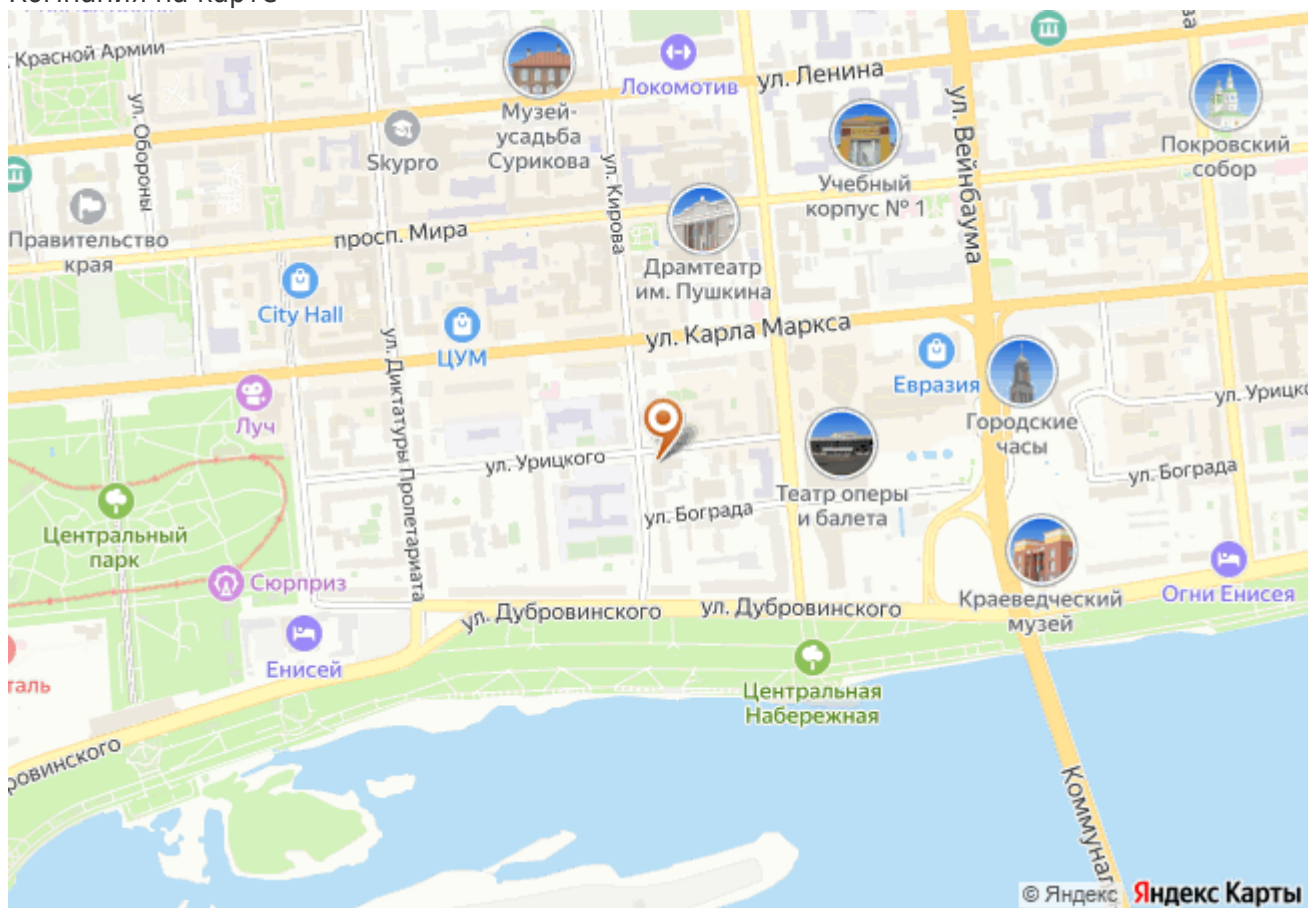 ул. Красной Армии
Музей-
усадьба
Сурикова
Локомотив
ул. Ленина
ул. Вейнбаума
Покровский
собор
ул. Обороны
Skypro
ул. Кирова
Учебный
корпус № 1
Правительство
края
просп. Мира
Драмтеатр
им. Пушкина
City Hall
ЦУМ
ул. Карла Маркса
Евразия
Городские
часы
Луч
ул. Диктатуры Пролетариата
ул. Урицкого
Театр оперы
и балета
ул. Бограда
ул. Бограда
Центральный
парк
Сюрприз
ул. Дубровинского
ул. Дубровинского
Краеведческий
музей
Огни Енисея
Енисей
таль
Центральная
Набережная
ровинского
Коммунал
© Яндекс Яндекс Карты